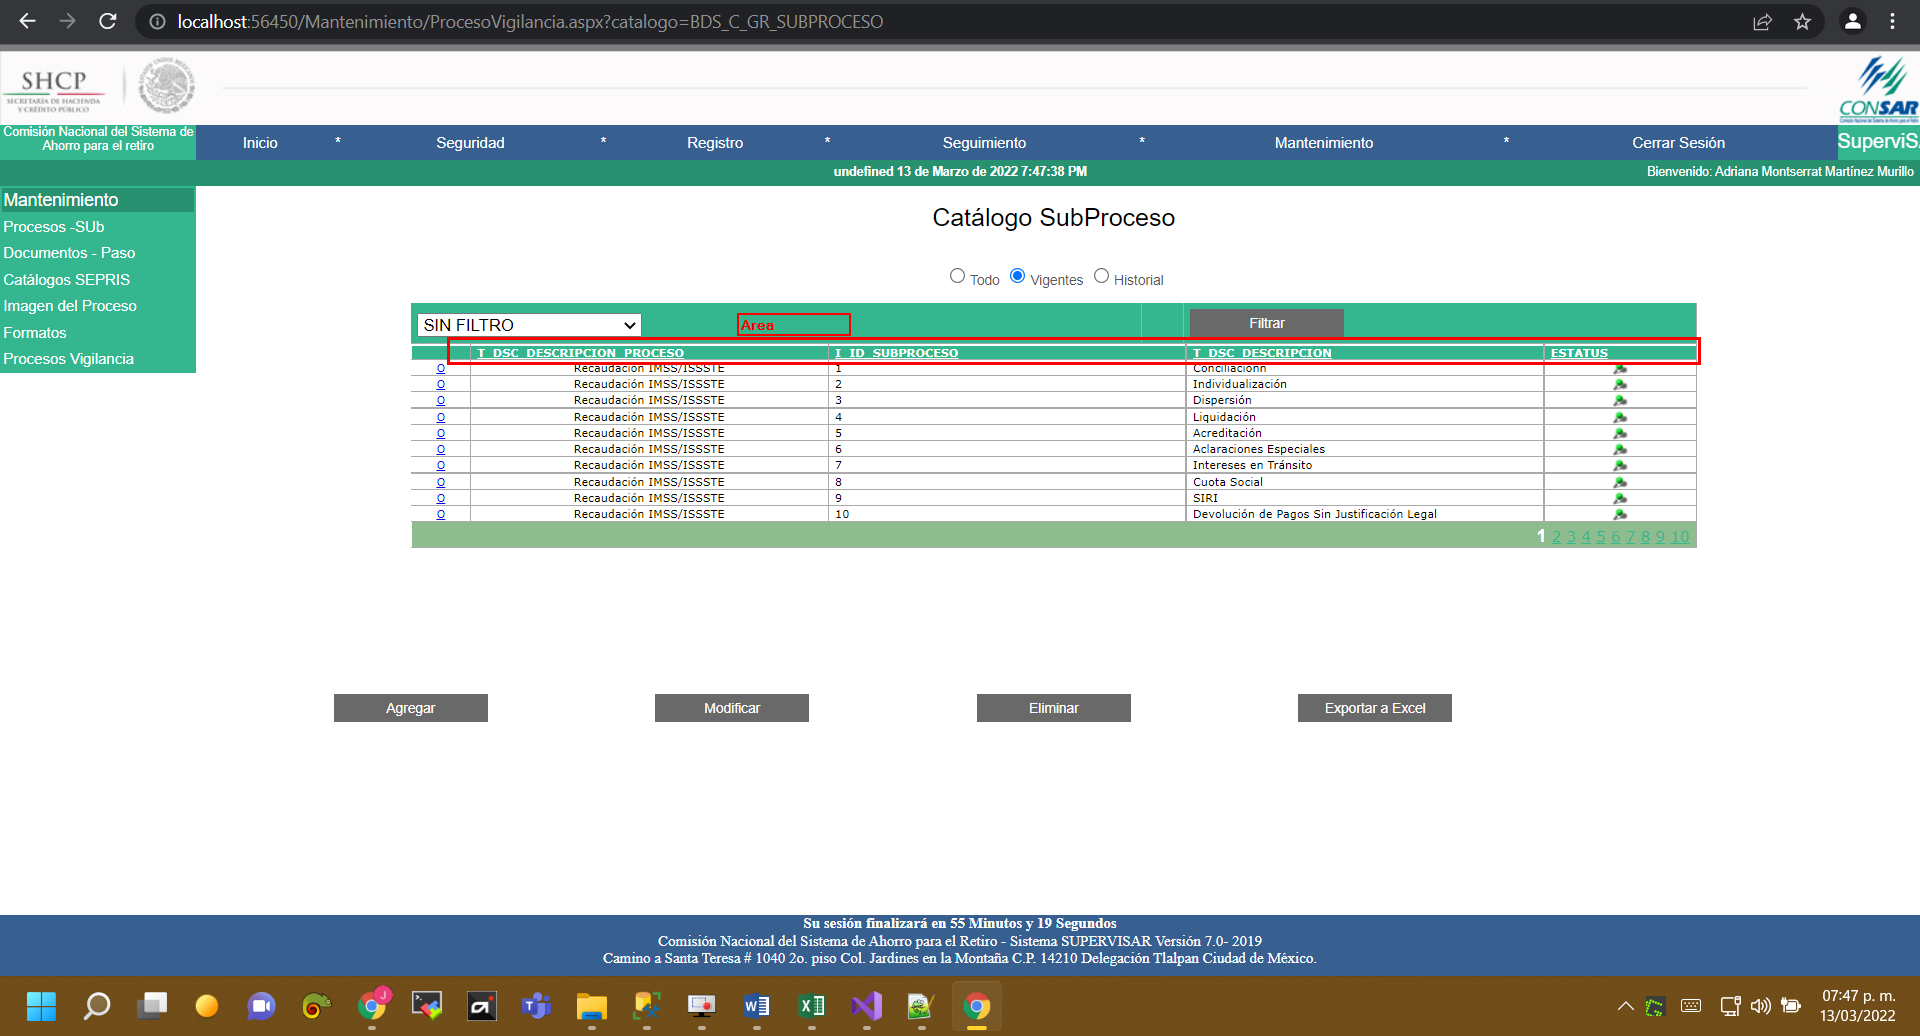 localhost:56450/Mantenimiento/ProcesoVigilancia.aspx?catalogo=BDS_C_GR_SUBPROCESO
SHCP
SECRETARÍA DE HACIENDA
Y CRÉDITO PÚBLICO
CONSAR
Comisión Nacional del Sistema de
Ahorro para el retiro
Inicio * Seguridad * Registro * Seguimiento * Mantenimiento * Cerrar Sesión
SuperviS
undefined 13 de Marzo de 2022 7:47:38 PM
Bienvenido: Adriana Montserrat Martínez Murillo
Mantenimiento
Procesos -SUb
Documentos - Paso
Catálogos SEPRIS
Imagen del Proceso
Formatos
Procesos Vigilancia
Catálogo SubProceso
Todo Vigentes Historial
SIN FILTRO Area Filtrar
T_DSC_DESCRIPCION_PROCESO I_ID_SUBPROCESO T_DSC_DESCRIPCION ESTATUS
O Recaudación IMSS/ISSSTE 1 Conciliacionn
O Recaudación IMSS/ISSSTE 2 Individualización
O Recaudación IMSS/ISSSTE 3 Dispersión
O Recaudación IMSS/ISSSTE 4 Liquidación
O Recaudación IMSS/ISSSTE 5 Acreditación
O Recaudación IMSS/ISSSTE 6 Aclaraciones Especiales
O Recaudación IMSS/ISSSTE 7 Intereses en Tránsito
O Recaudación IMSS/ISSSTE 8 Cuota Social
O Recaudación IMSS/ISSSTE 9 SIRI
O Recaudación IMSS/ISSSTE 10 Devolución de Pagos Sin Justificación Legal
1 2 3 4 5 6 7 8 9 10
Agregar Modificar Eliminar Exportar a Excel
Su sesión finalizará en 55 Minutos y 19 Segundos
Comisión Nacional del Sistema de Ahorro para el Retiro - Sistema SUPERVISAR Versión 7.0- 2019
Camino a Santa Teresa # 1040 2o. piso Col. Jardines en la Montaña C.P. 14210 Delegación Tlalpan Ciudad de México.
07:47 p. m.
13/03/2022